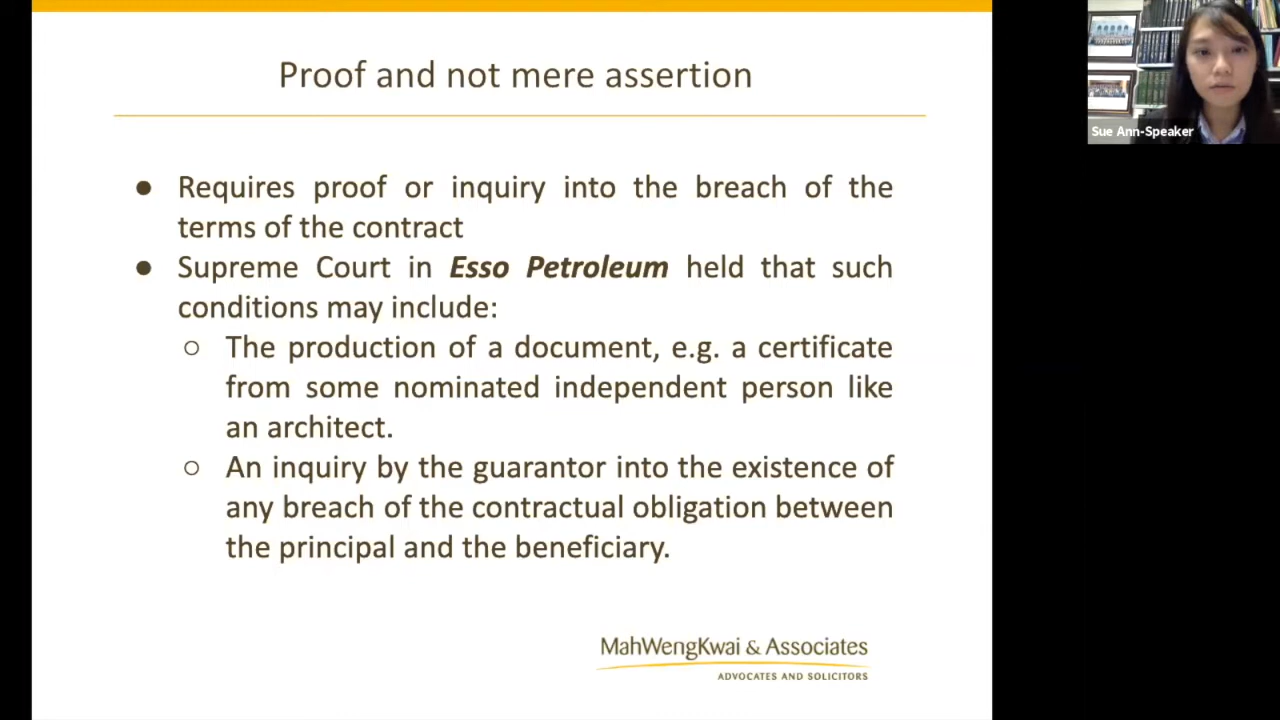 Proof and not mere assertion
● Requires proof or inquiry into the breach of the
terms of the contract
● Supreme Court in Esso Petroleum held that such
conditions may include:
○ The production of a document, e.g. a certificate
from some nominated independent person like
an architect.
○ An inquiry by the guarantor into the existence of
any breach of the contractual obligation between
the principal and the beneficiary.
MahWengKwai & Associates
ADVOCATES AND SOLICITORS
Sue Ann-Speaker